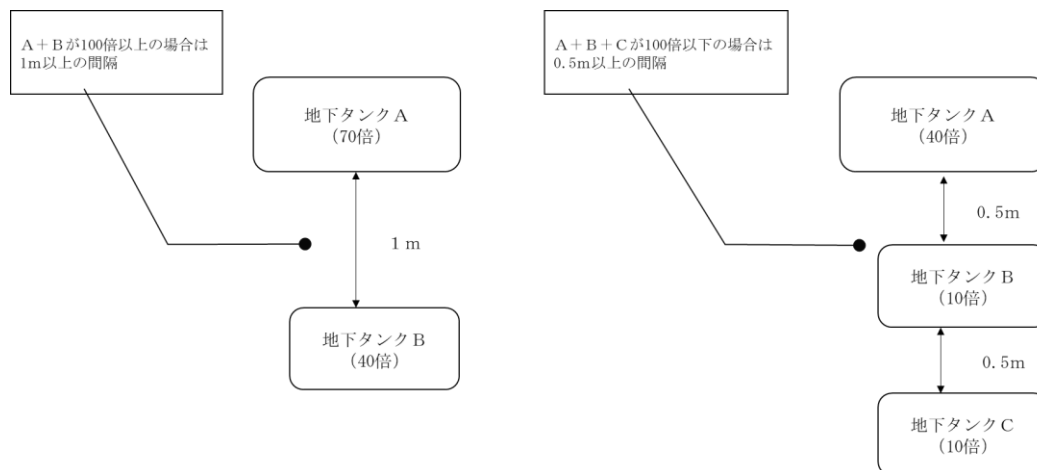 A+Bが100倍以上の場合は
1m以上の間隔
地下タンクA
(70倍)
1 m
地下タンクB
(40倍)
A+B+Cが100倍以下の場合は
0.5m以上の間隔
地下タンクA
(40倍)
0.5m
地下タンクB
(10倍)
0.5m
地下タンクC
(10倍)